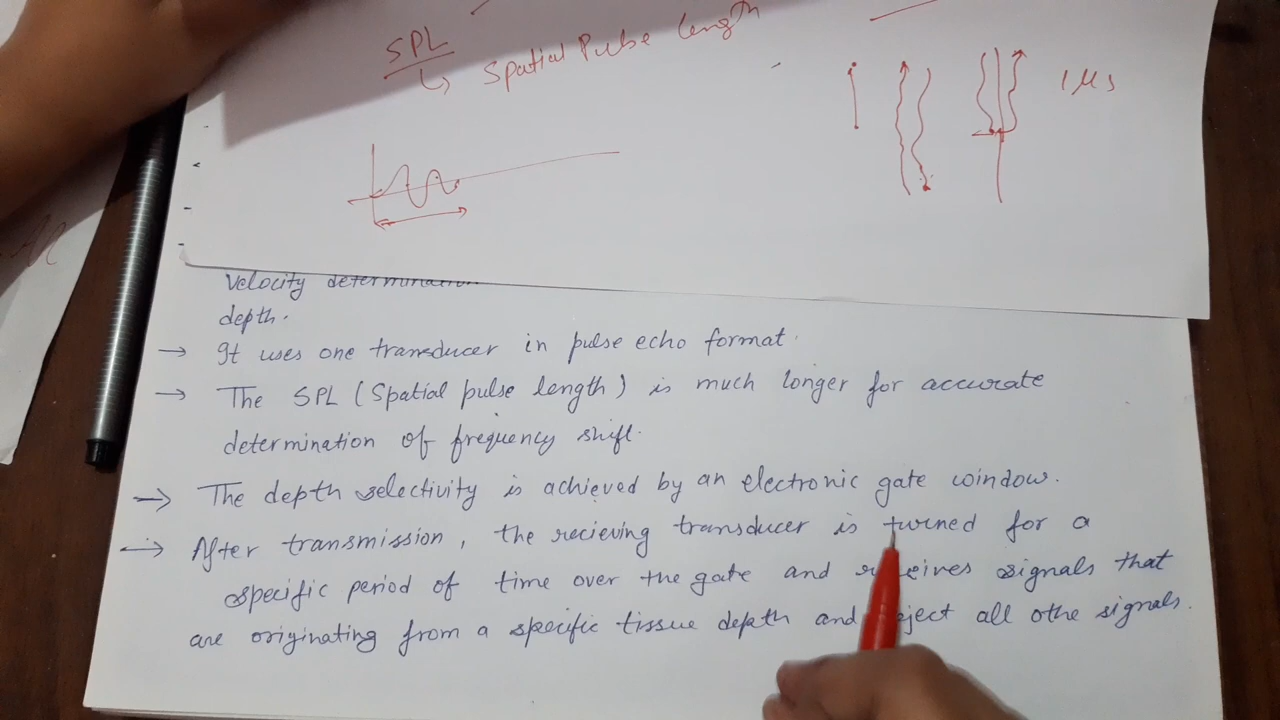 SPL
↳ Spatial Pulse length
1 μs
Velocity determination
depth.
→ It uses one transducer in pulse echo format.
→ The SPL (Spatial pulse length) is much longer for accurate
determination of frequency shift.
→ The depth selectivity is achieved by an electronic gate window.
→ After transmission, the recieving transducer is turned for a
specific period of time over the gate and receives signals that
are originating from a specific tissue depth and reject all othe signals.